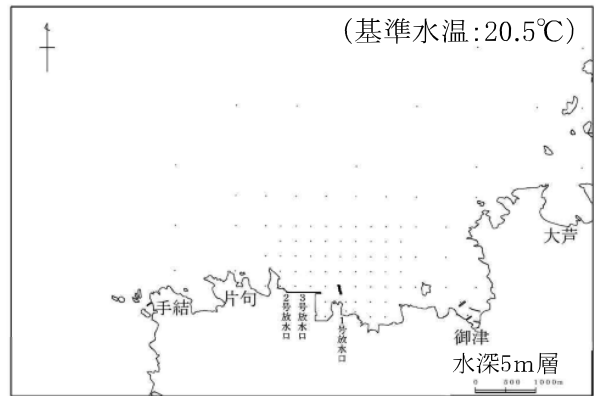 (基準水温:20.5℃)
大芦
片句
手結
2号放水口
3号放水口
1号放水口
御津
水深5m層
0 500 1000m